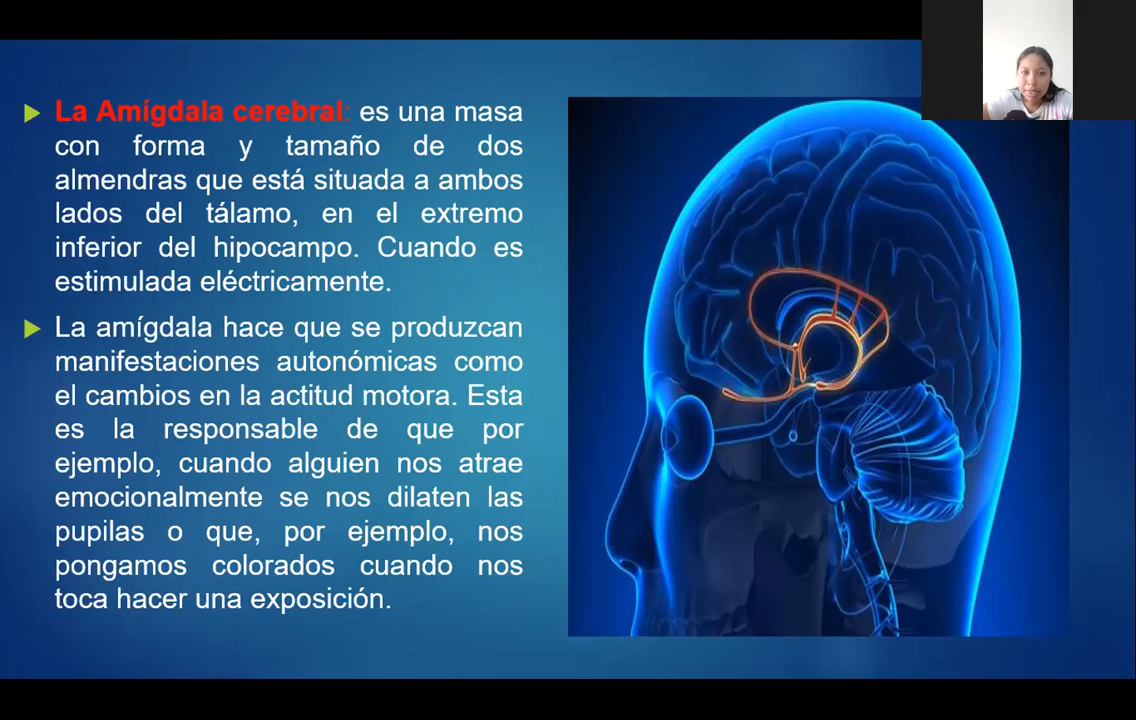 La Amígdala cerebral: es una masa
con forma y tamaño de dos
almendras que está situada a ambos
lados del tálamo, en el extremo
inferior del hipocampo. Cuando es
estimulada eléctricamente.
La amígdala hace que se produzcan
manifestaciones autonómicas como
el cambios en la actitud motora. Esta
es la responsable de que por
ejemplo, cuando alguien nos atrae
emocionalmente se nos dilaten las
pupilas o que, por ejemplo, nos
pongamos colorados cuando nos
toca hacer una exposición.